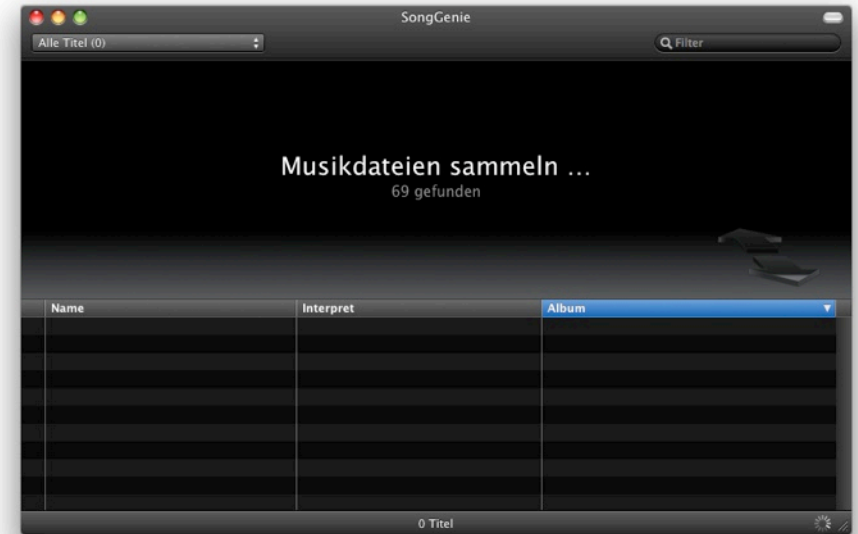 SongGenie
Alle Titel (0)
Filter
Musikdateien sammeln ...
69 gefunden
Name Interpret Album
0 Titel